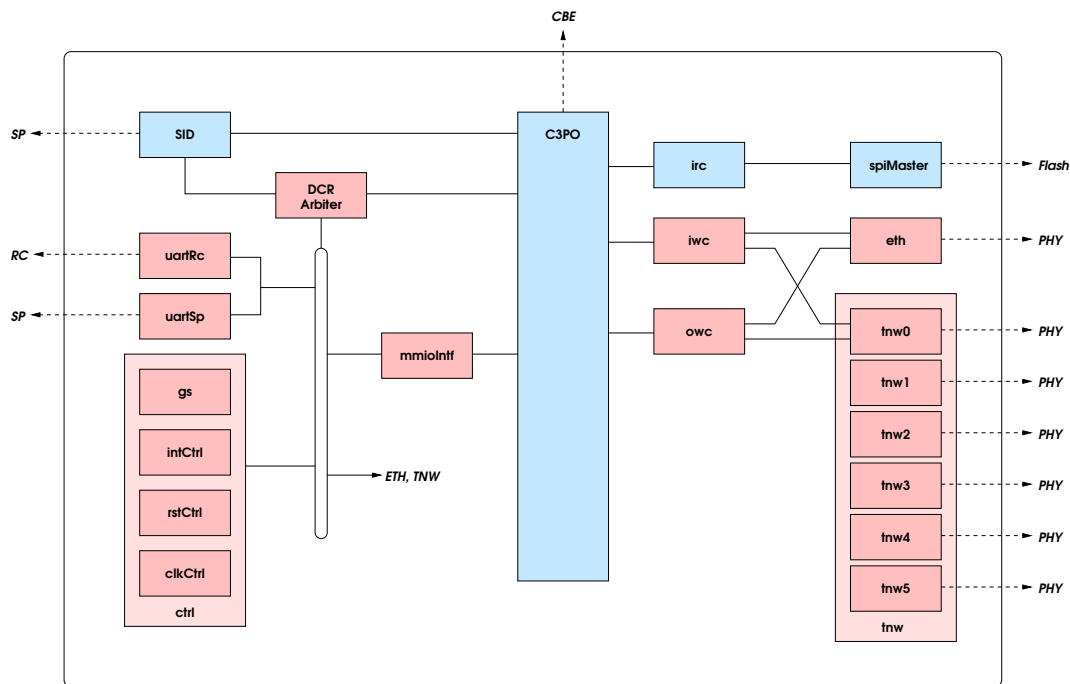 CBE
SP
SID
C3PO
irc
spiMaster
Flash
DCR
Arbiter
RC
uartRc
iwc
eth
PHY
SP
uartSp
owc
tnw0
PHY
mmioIntf
gs
tnw1
PHY
intCtrl
tnw2
PHY
ETH, TNW
rstCtrl
tnw3
PHY
tnw4
PHY
clkCtrl
tnw5
PHY
ctrl
tnw